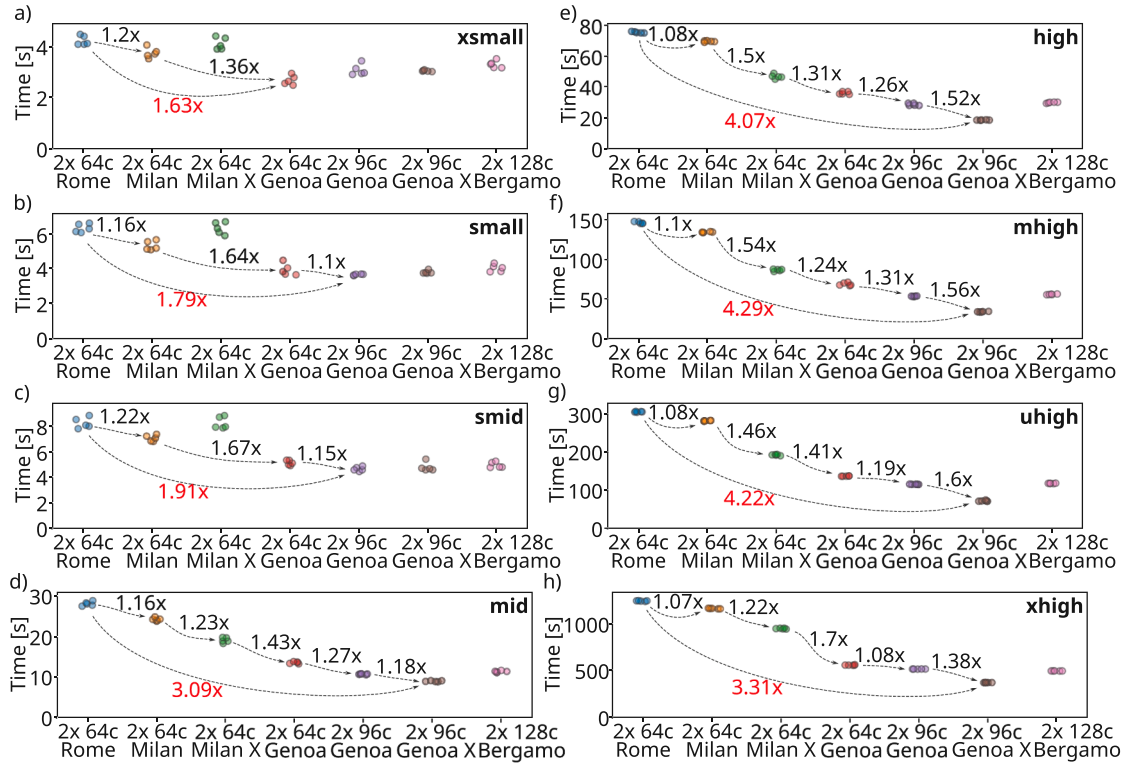 a)
xsmall
Time [s]
4
2
0
1.2x
1.36x
1.63x
2x 64c Rome
2x 64c Milan
2x 64c Milan X
2x 64c Genoa
2x 96c Genoa
2x 96c Genoa X
2x 128c Bergamo
b)
small
Time [s]
6
4
2
0
1.16x
1.64x
1.1x
1.79x
2x 64c Rome
2x 64c Milan
2x 64c Milan X
2x 64c Genoa
2x 96c Genoa
2x 96c Genoa X
2x 128c Bergamo
c)
smid
Time [s]
8
6
4
2
0
1.22x
1.67x
1.15x
1.91x
2x 64c Rome
2x 64c Milan
2x 64c Milan X
2x 64c Genoa
2x 96c Genoa
2x 96c Genoa X
2x 128c Bergamo
d)
mid
Time [s]
30
20
10
0
1.16x
1.23x
1.43x
1.27x
1.18x
3.09x
2x 64c Rome
2x 64c Milan
2x 64c Milan X
2x 64c Genoa
2x 96c Genoa
2x 96c Genoa X
2x 128c Bergamo
e)
high
Time [s]
80
60
40
20
0
1.08x
1.5x
1.31x
1.26x
1.52x
4.07x
2x 64c Rome
2x 64c Milan
2x 64c Milan X
2x 64c Genoa
2x 96c Genoa
2x 96c Genoa X
2x 128c Bergamo
f)
mhigh
Time [s]
150
100
50
0
1.1x
1.54x
1.24x
1.31x
1.56x
4.29x
2x 64c Rome
2x 64c Milan
2x 64c Milan X
2x 64c Genoa
2x 96c Genoa
2x 96c Genoa X
2x 128c Bergamo
g)
uhigh
Time [s]
300
200
100
0
1.08x
1.46x
1.41x
1.19x
1.6x
4.22x
2x 64c Rome
2x 64c Milan
2x 64c Milan X
2x 64c Genoa
2x 96c Genoa
2x 96c Genoa X
2x 128c Bergamo
h)
xhigh
Time [s]
1000
500
0
1.07x
1.22x
1.7x
1.08x
1.38x
3.31x
2x 64c Rome
2x 64c Milan
2x 64c Milan X
2x 64c Genoa
2x 96c Genoa
2x 96c Genoa X
2x 128c Bergamo